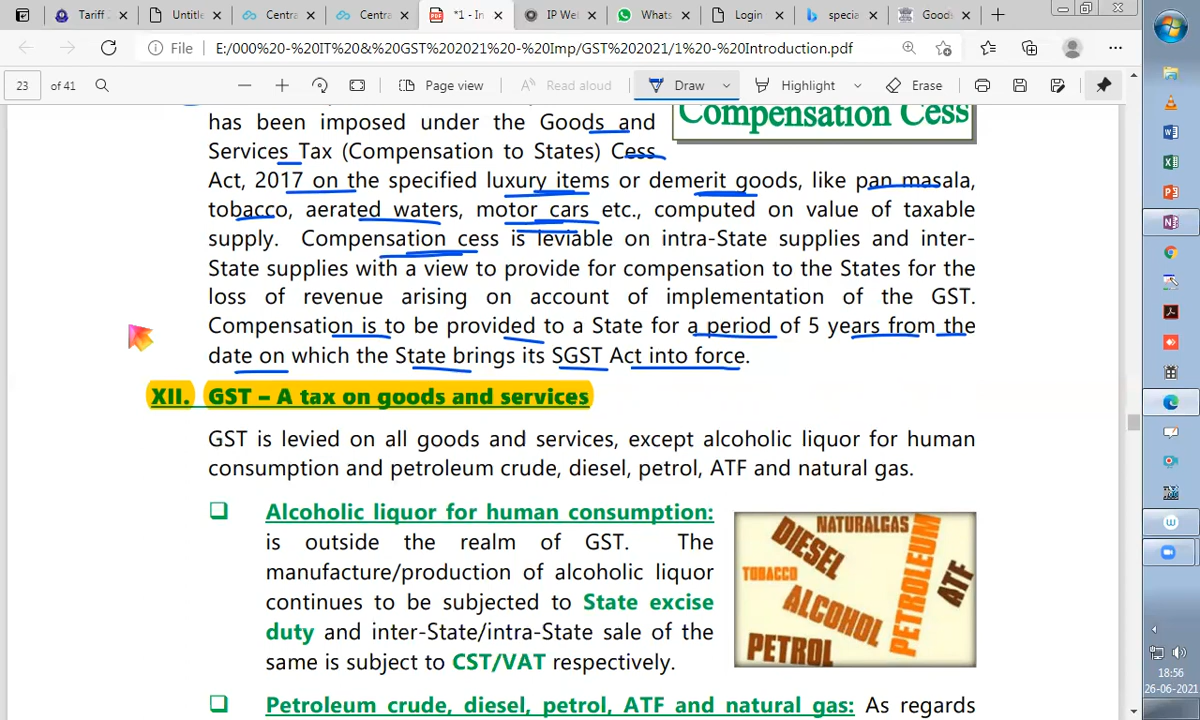 Tariff
Untitle
Centra
Centra
*1 - In
IP We
Whats
Login
specia
Goods
File
E:/000%20-%20IT%20&%20GST%202021%20-%20Imp/GST%202021/1%20-%20Introduction.pdf
23 of 41
Page view
Read aloud
Draw
Highlight
Erase
has been imposed under the Goods and
Compensation Cess
Services Tax (Compensation to States) Cess
Act, 2017 on the specified luxury items or demerit goods, like pan masala,
tobacco, aerated waters, motor cars etc., computed on value of taxable
supply. Compensation cess is leviable on intra-State supplies and inter-
State supplies with a view to provide for compensation to the States for the
loss of revenue arising on account of implementation of the GST.
Compensation is to be provided to a State for a period of 5 years from the
date on which the State brings its SGST Act into force.
XII. GST – A tax on goods and services
GST is levied on all goods and services, except alcoholic liquor for human
consumption and petroleum crude, diesel, petrol, ATF and natural gas.
Alcoholic liquor for human consumption:
is outside the realm of GST. The
manufacture/production of alcoholic liquor
continues to be subjected to State excise
duty and inter-State/intra-State sale of the
same is subject to CST/VAT respectively.
NATURALGAS
DIESEL
TOBACCO
ALCOHOL
PETROLEUM
ATF
PETROL
Petroleum crude, diesel, petrol, ATF and natural gas: As regards
18:56
26-06-2021